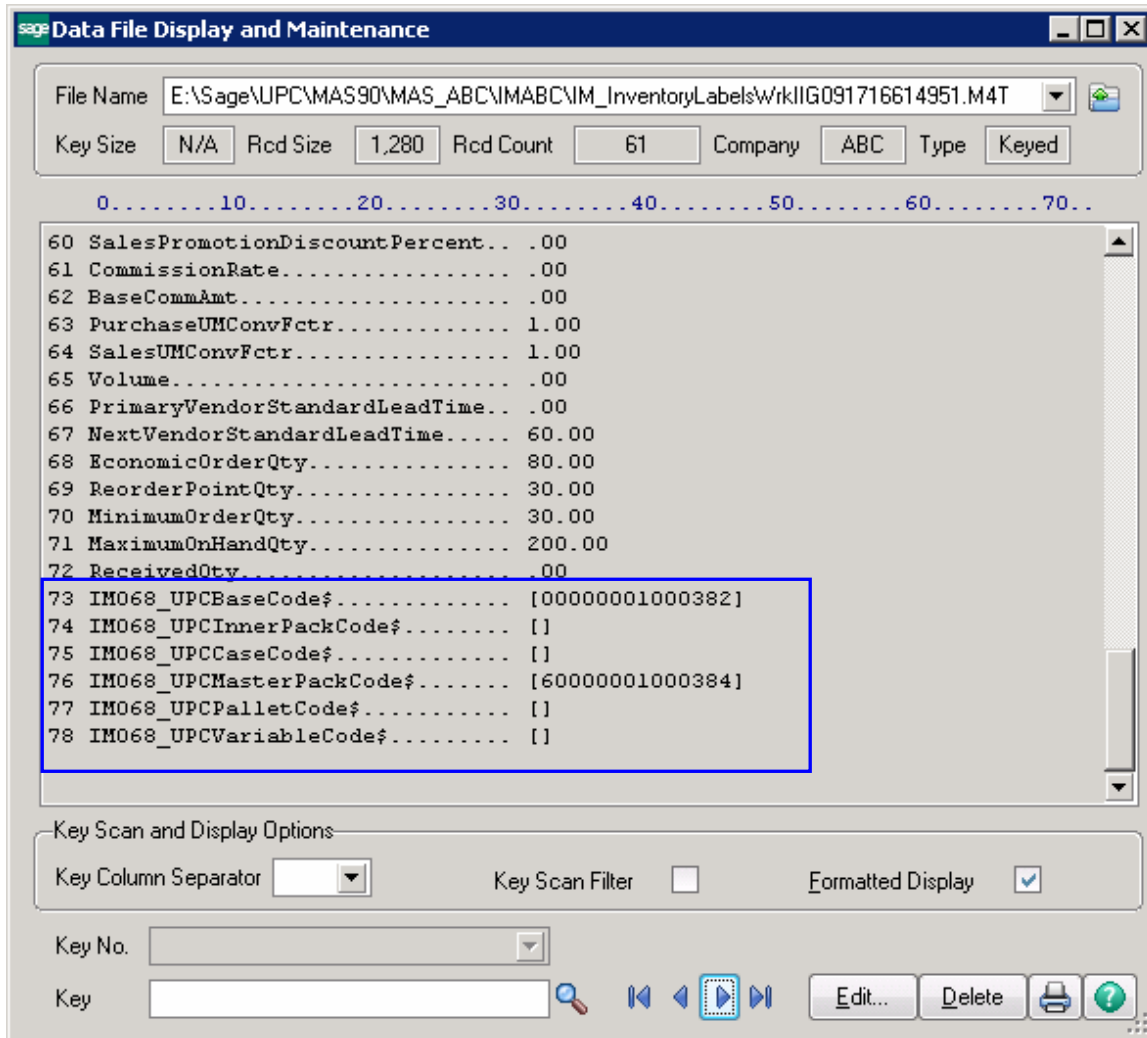 sage Data File Display and Maintenance
File Name E:\Sage\UPC\MAS90\MAS_ABC\IMABC\IM_InventoryLabelsWrkIIG091716614951.M4T
Key Size N/A Rcd Size 1,280 Rcd Count 61 Company ABC Type Keyed
0........10........20........30........40........50........60........70..
60 SalesPromotionDiscountPercent.. .00
61 CommissionRate................. .00
62 BaseCommAmt.................... .00
63 PurchaseUMConvFctr............. 1.00
64 SalesUMConvFctr................ 1.00
65 Volume......................... .00
66 PrimaryVendorStandardLeadTime.. .00
67 NextVendorStandardLeadTime..... 60.00
68 EconomicOrderQty............... 80.00
69 ReorderPointQty................ 30.00
70 MinimumOrderQty................ 30.00
71 MaximumOnHandQty............... 200.00
72 ReceivedQty.................... .00
73 IM068_UPCBaseCode$............. [00000001000382]
74 IM068_UPCInnerPackCode$........ []
75 IM068_UPCCaseCode$............. []
76 IM068_UPCMasterPackCode$....... [60000001000384]
77 IM068_UPCPalletCode$........... []
78 IM068_UPCVariableCode$......... []
Key Scan and Display Options
Key Column Separator Key Scan Filter Formatted Display
Key No.
Key Edit... Delete ?